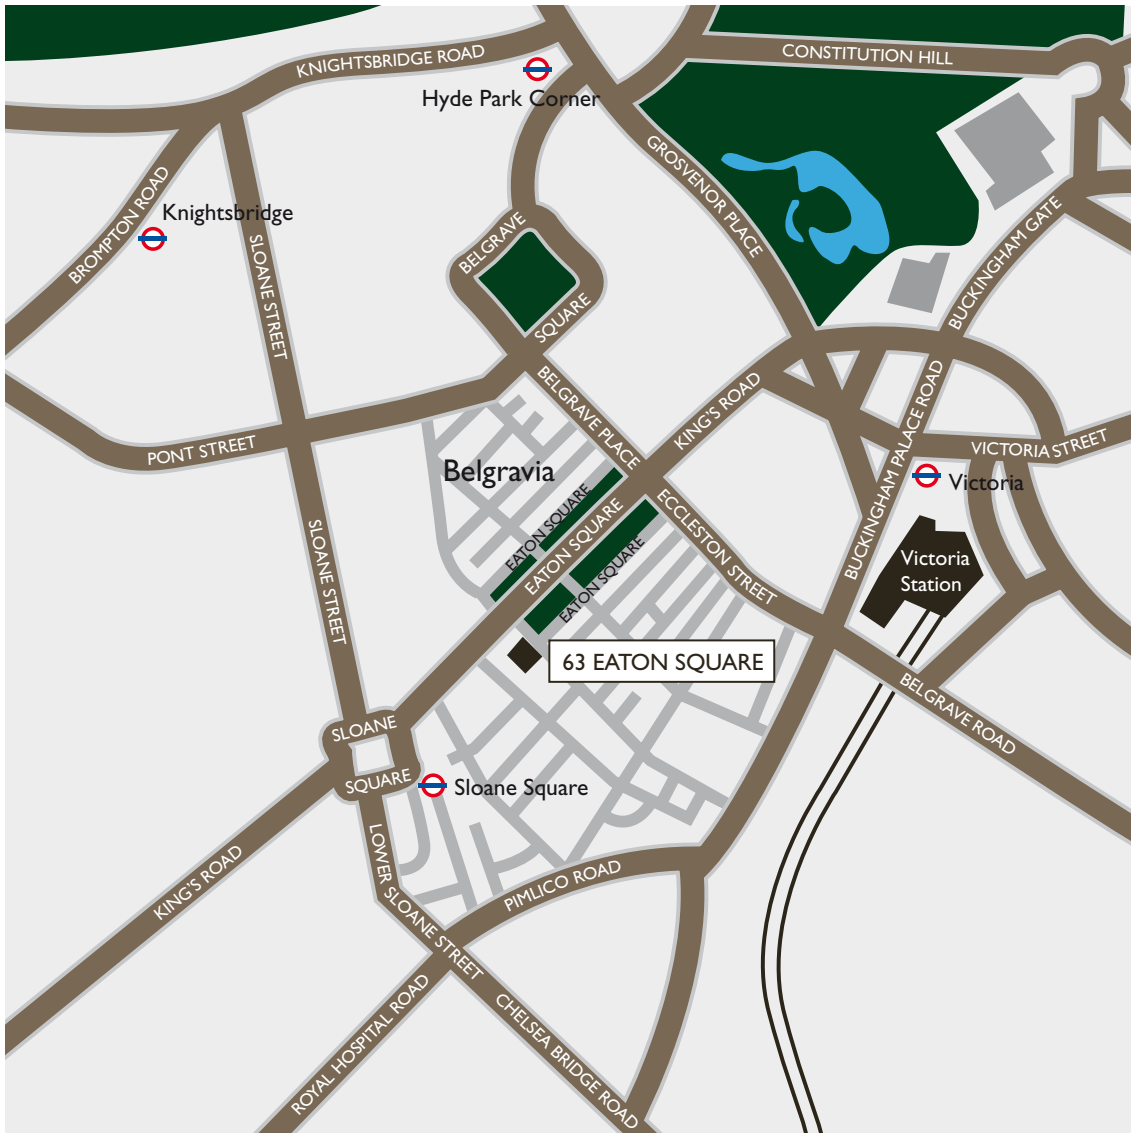 CONSTITUTION HILL
KNIGHTSBRIDGE ROAD
Hyde Park Corner
GROSVENOR PLACE
BROMPTON ROAD
Knightsbridge
SLOANE STREET
BELGRAVE
SQUARE
BUCKINGHAM GATE
BELGRAVE PLACE
KING'S ROAD
BUCKINGHAM PALACE ROAD
PONT STREET
VICTORIA STREET
Belgravia
Victoria
EATON SQUARE
EATON SQUARE
EATON SQUARE
ECCLESTON STREET
SLOANE STREET
Victoria
Station
63 EATON SQUARE
BELGRAVE ROAD
SLOANE
SQUARE
Sloane Square
KING'S ROAD
LOWER SLOANE STREET
PIMLICO ROAD
ROYAL HOSPITAL ROAD
CHELSEA BRIDGE ROAD